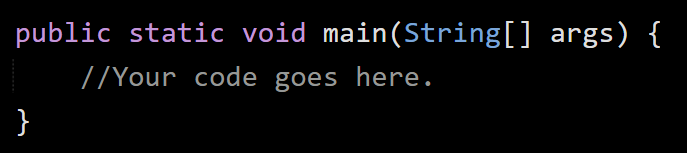 public static void main(String[] args) {
    //Your code goes here.
}